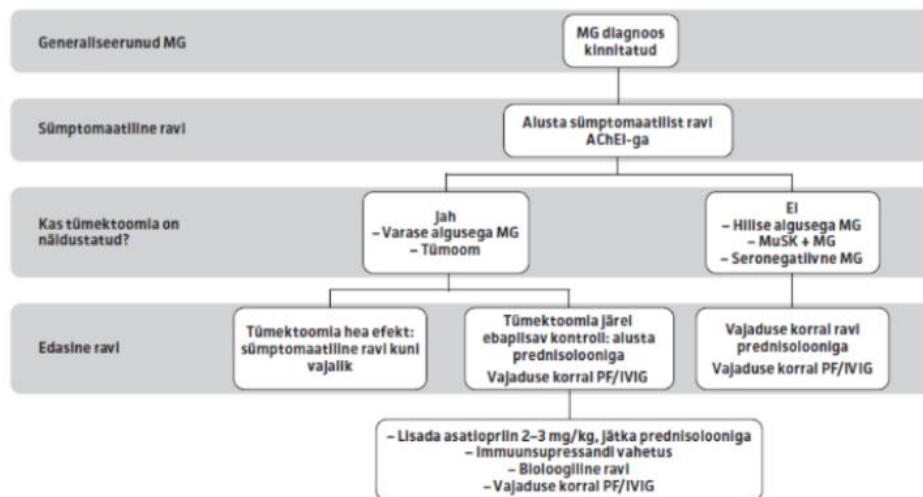 Generaliseerunud MG
MG diagnoos
kinnitatud
Sümptomaatiline ravi
Alusta sümptomaatilist ravi
AChEI-ga
Kas tümektoomia on
näidustatud?
Jah
– Varase algusega MG
– Tümoom
Ei
– Hilise algusega MG
– MuSK + MG
– Seronegatiivne MG
Edasine ravi
Tümektoomia hea efekt:
sümptomaatiline ravi kuni
vajalik
Tümektoomia järel
ebapiisav kontroll: alusta
prednisolooniga
Vajaduse korral PF/IVIG
Vajaduse korral ravi
prednisolooniga
Vajaduse korral PF/IVIG
– Lisada asatiopriin 2–3 mg/kg, jätka prednisolooniga
– Immuunsupressandi vahetus
– Bioloogiline ravi
– Vajaduse korral PF/IVIG